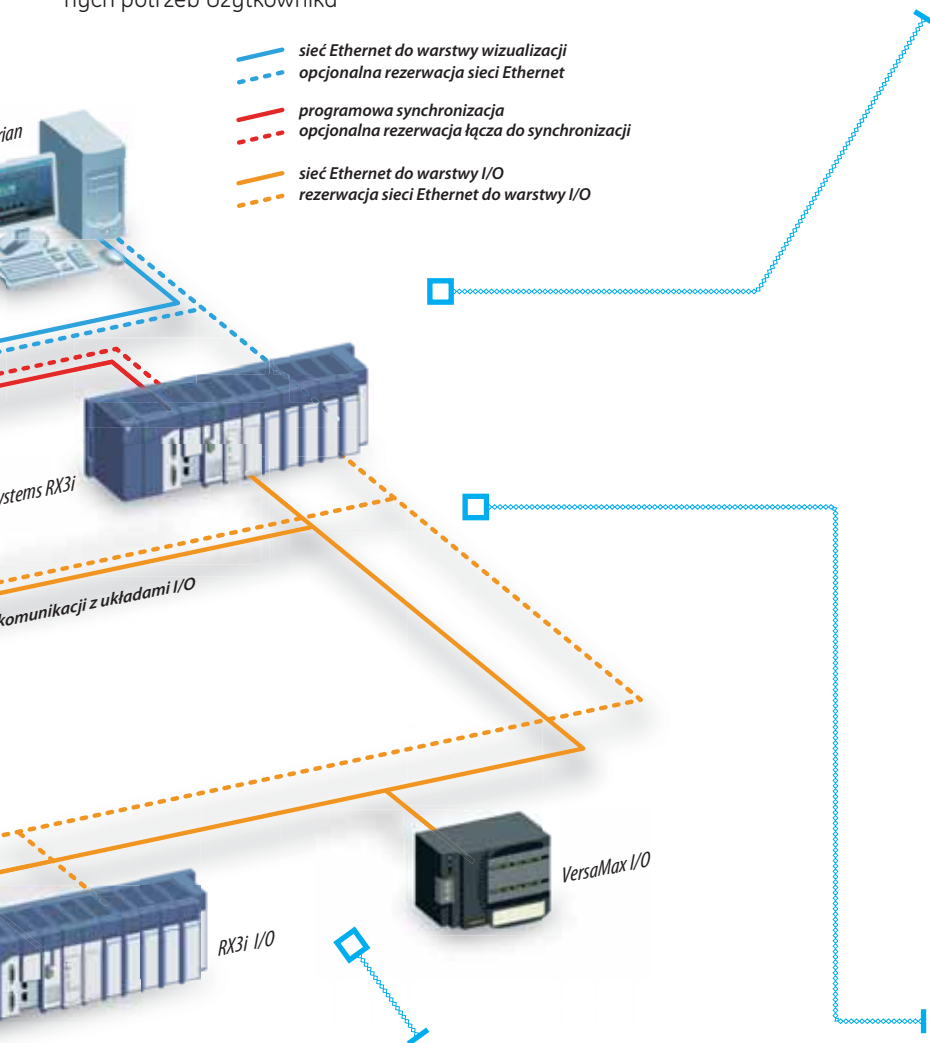 nych potrzeb Użytkownika
sieć Ethernet do warstwy wizualizacji
opcjonalna rezerwacja sieci Ethernet
programowa synchronizacja
opcjonalna rezerwacja łącza do synchronizacji
sieć Ethernet do warstwy I/O
rezerwacja sieci Ethernet do warstwy I/O
rian
ystems RX3i
komunikacji z układami I/O
VersaMax I/O
RX3i I/O